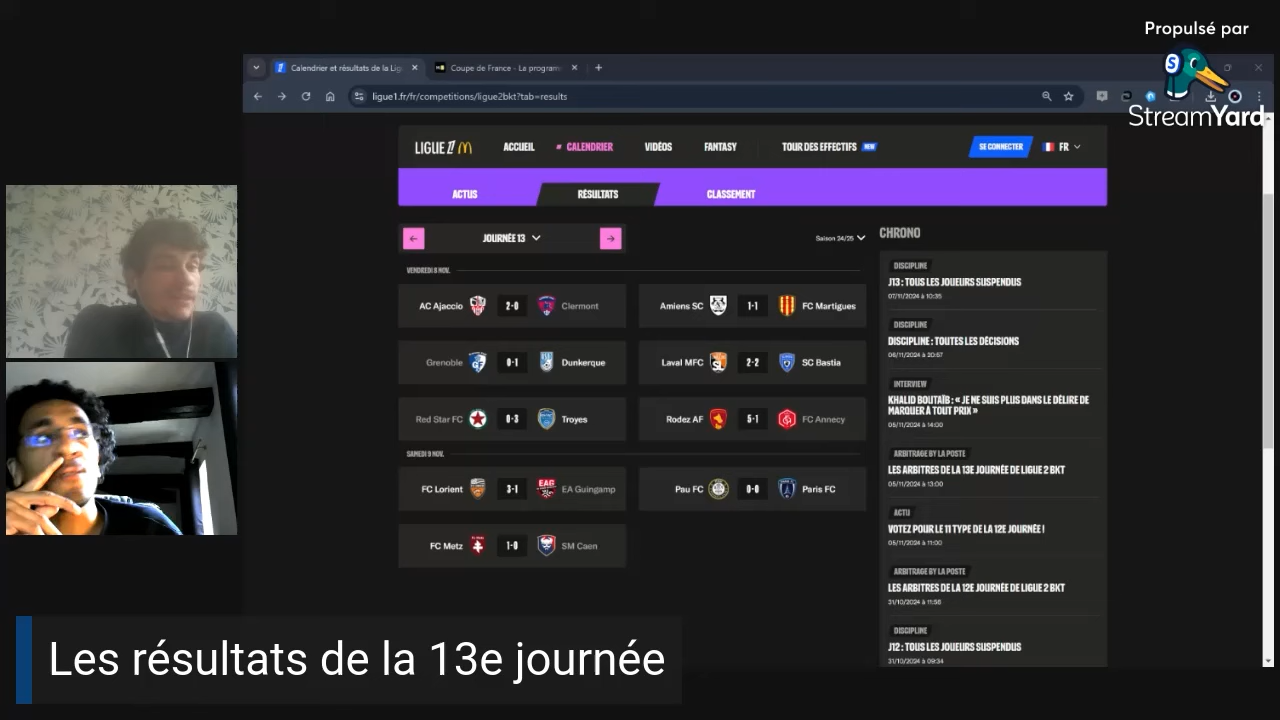 Propulsé par
StreamYard
Calendrier et résultats de la Lig
Coupe de France - Le program
ligue1.fr/fr/competitions/ligue2bkt?tab=results
LIGUE 1
ACCUEIL
CALENDRIER
VIDÉOS
FANTASY
TOUR DES EFFECTIFS NEW
SE CONNECTER
FR
ACTUS
RÉSULTATS
CLASSEMENT
JOURNÉE 13
Saison 24/25
VENDREDI 8 NOV.
AC Ajaccio 2-0 Clermont
Amiens SC 1-1 FC Martigues
Grenoble 0-1 Dunkerque
Laval MFC 2-2 SC Bastia
Red Star FC 0-3 Troyes
Rodez AF 5-1 FC Annecy
SAMEDI 9 NOV.
FC Lorient 3-1 EA Guingamp
Pau FC 0-0 Paris FC
FC Metz 1-0 SM Caen
CHRONO
DISCIPLINE
J13 : TOUS LES JOUEURS SUSPENDUS
07/11/2024 à 10:35
DISCIPLINE
DISCIPLINE : TOUTES LES DÉCISIONS
06/11/2024 à 20:57
INTERVIEW
KHALID BOUTAÏB : « JE NE SUIS PLUS DANS LE DÉLIRE DE
MARQUER À TOUT PRIX »
05/11/2024 à 14:00
ARBITRAGE BY LA POSTE
LES ARBITRES DE LA 13E JOURNÉE DE LIGUE 2 BKT
05/11/2024 à 13:00
ACTU
VOTEZ POUR LE 11 TYPE DE LA 12E JOURNÉE !
05/11/2024 à 11:00
ARBITRAGE BY LA POSTE
LES ARBITRES DE LA 12E JOURNÉE DE LIGUE 2 BKT
31/10/2024 à 11:58
DISCIPLINE
J12 : TOUS LES JOUEURS SUSPENDUS
31/10/2024 à 09:34
Les résultats de la 13e journée